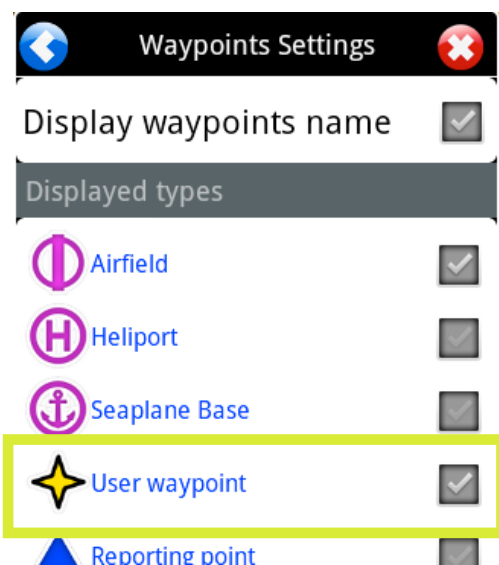 Waypoints Settings
Display waypoints name
Displayed types
Airfield
H Heliport
Seaplane Base
User waypoint
Reporting point